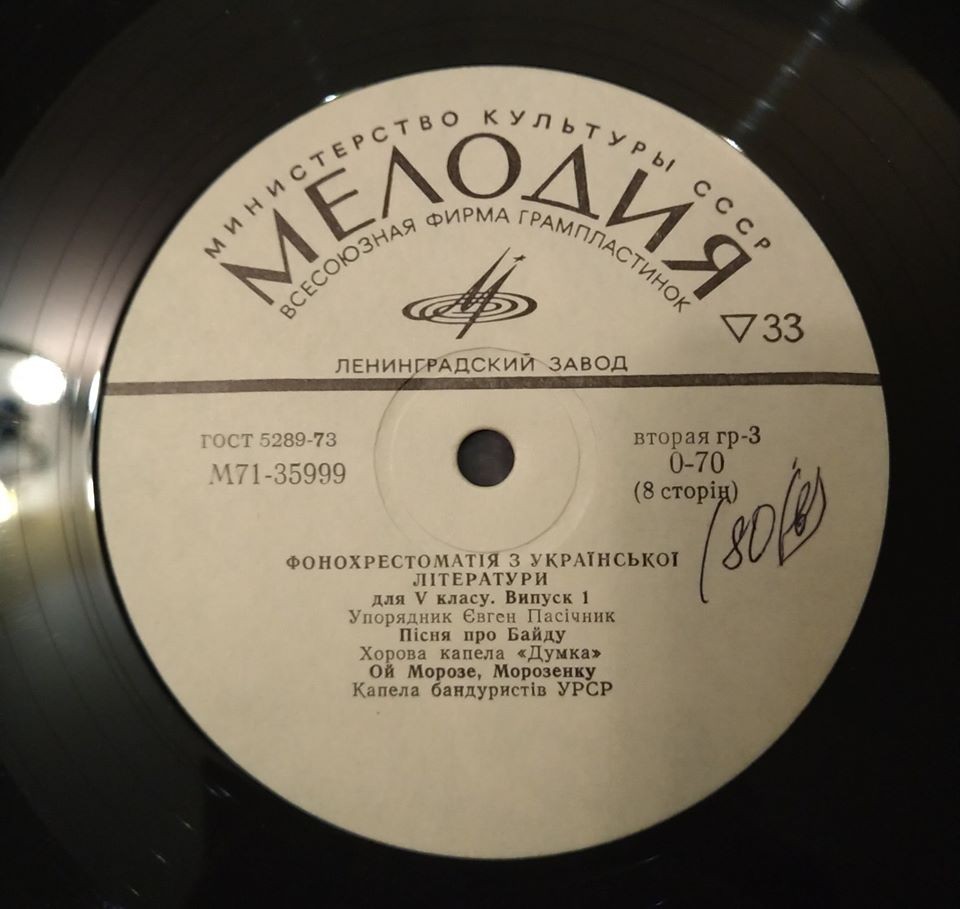 МИНИСТЕРСТВО КУЛЬТУРЫ СССР
МЕЛОДИЯ
ВСЕСОЮЗНАЯ ФИРМА ГРАМПЛАСТИНОК
▽33
ЛЕНИНГРАДСКИЙ ЗАВОД
ГОСТ 5289-73
М71-35999
вторая гр-3
0-70
(8 сторін)
(80(в)
ФОНОХРЕСТОМАТІЯ З УКРАЇНСЬКОЇ
ЛІТЕРАТУРИ
для V класу. Випуск 1
Упорядник Євген Пасічник
Пісня про Байду
Хорова капела «Думка»
Ой Морозе, Морозенку
Капела бандуристів УРСР